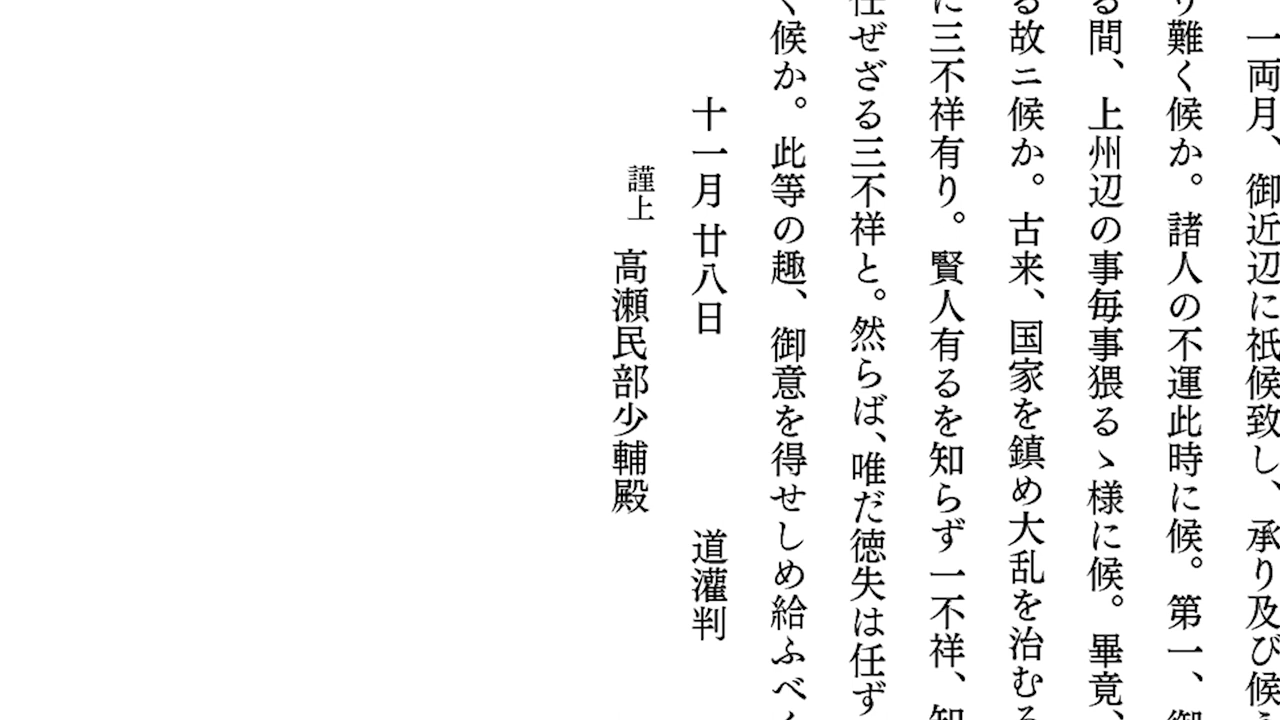 一両月、御近辺に祇候致し、承り及び候
難く候か。諸人の不運此時に候。第一、御
間、上州辺の事毎事猥るゝ様に候。畢竟、
る故ニ候か。古来、国家を鎮め大乱を治むる
に三不祥有り。賢人有るを知らず一不祥、知
任ぜざる三不祥と。然らば、唯だ徳失は任ず
く候か。此等の趣、御意を得せしめ給ふべく
十一月廿八日　道灌判
謹上　高瀬民部少輔殿